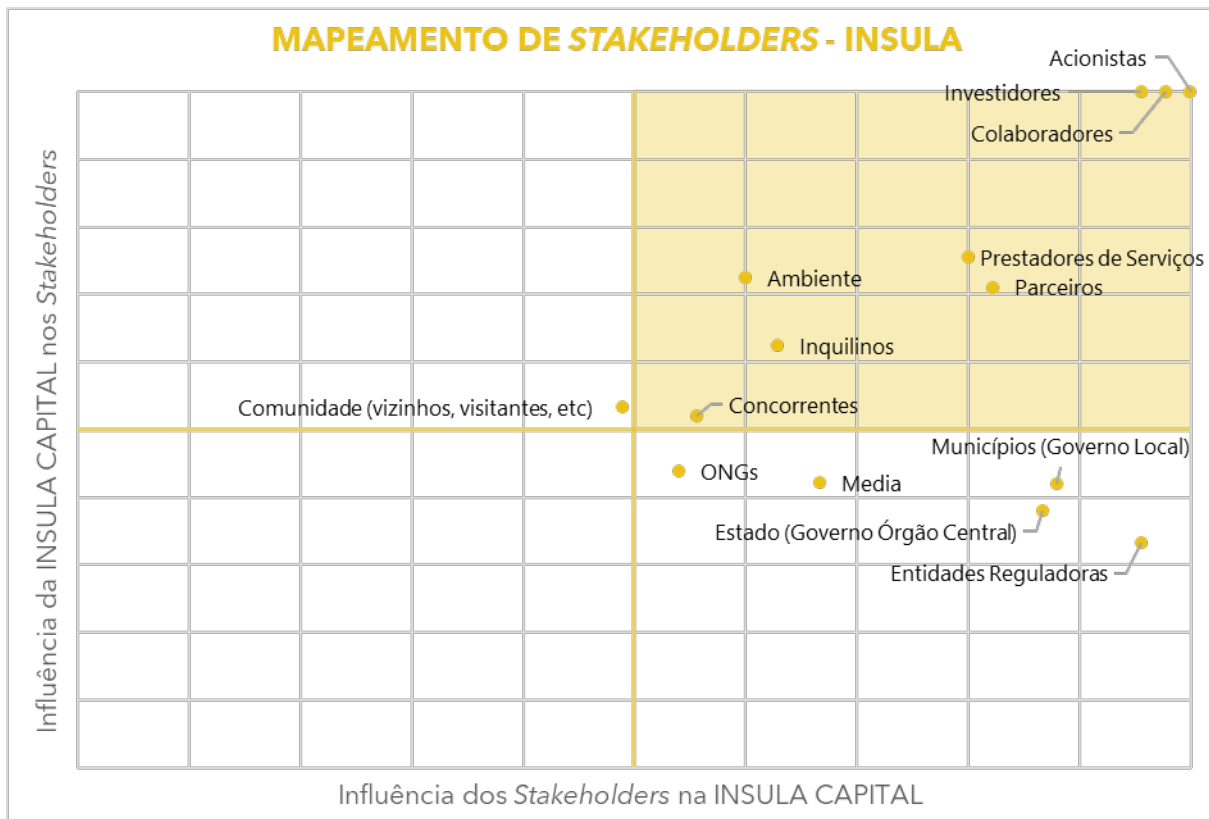 MAPEAMENTO DE STAKEHOLDERS - INSULA
Acionistas
Investidores
Colaboradores
Prestadores de Serviços
Ambiente
Parceiros
Inquilinos
Comunidade (vizinhos, visitantes, etc)
Concorrentes
Municípios (Governo Local)
ONGs
Media
Estado (Governo Órgão Central)
Entidades Reguladoras
Influência da INSULA CAPITAL nos Stakeholders
Influência dos Stakeholders na INSULA CAPITAL